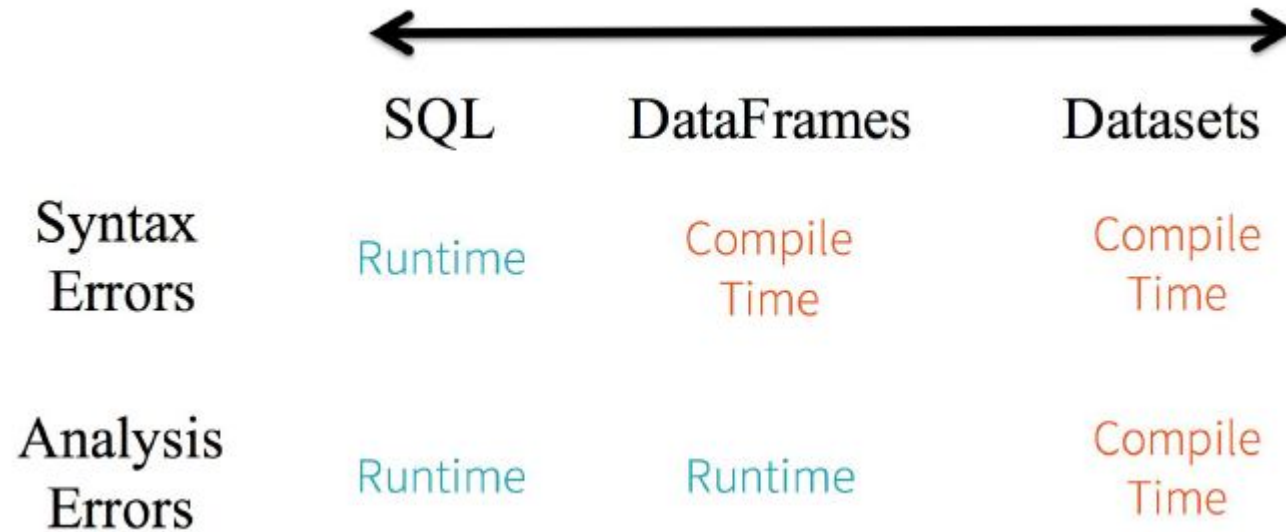 SQL DataFrames Datasets
Syntax
Errors
Runtime
Compile
Time
Compile
Time
Analysis
Errors
Runtime
Runtime
Compile
Time